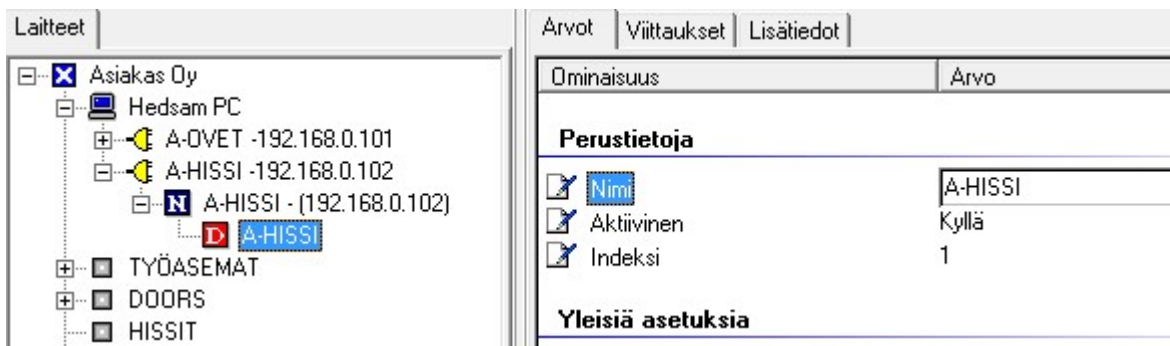 Laitteet
Asiakas Oy
Hedsam PC
A-OVET -192.168.0.101
A-HISSI -192.168.0.102
N A-HISSI - (192.168.0.102)
D A-HISSI
TYÖASEMAT
DOORS
HISSIT
Arvot Viittaukset Lisätiedot
Ominaisuus Arvo
Perustietoja
Nimi A-HISSI
Aktiivinen Kyllä
Indeksi 1
Yleisiä asetuksia